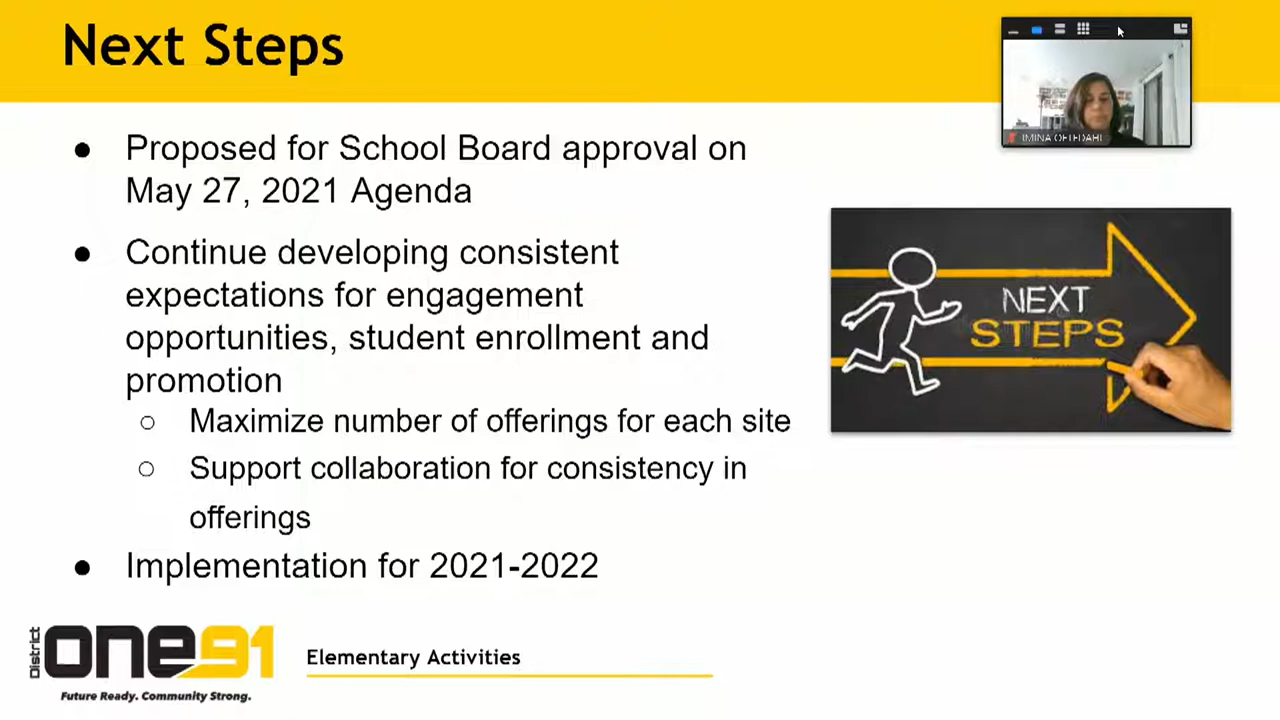 Next Steps
● Proposed for School Board approval on
May 27, 2021 Agenda
● Continue developing consistent
expectations for engagement
opportunities, student enrollment and
promotion
○ Maximize number of offerings for each site
○ Support collaboration for consistency in
offerings
● Implementation for 2021-2022
IMINA OFTEDAHL
NEXT
STEPS
District
one91
Future Ready. Community Strong.
Elementary Activities